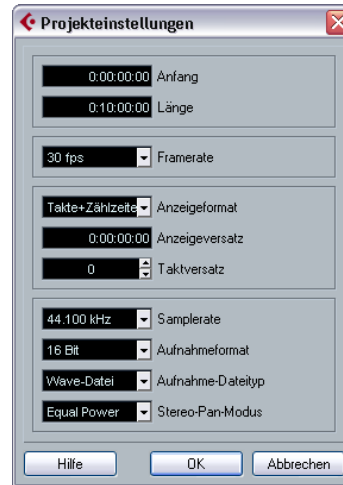 Projekteinstellungen
0:00:00:00 Anfang
0:10:00:00 Länge
30 fps Framerate
Takte+Zählzeite Anzeigeformat
0:00:00:00 Anzeigeversatz
0 Taktversatz
44.100 kHz Samplerate
16 Bit Aufnahmeformat
Wave-Datei Aufnahme-Dateityp
Equal Power Stereo-Pan-Modus
Hilfe OK Abbrechen